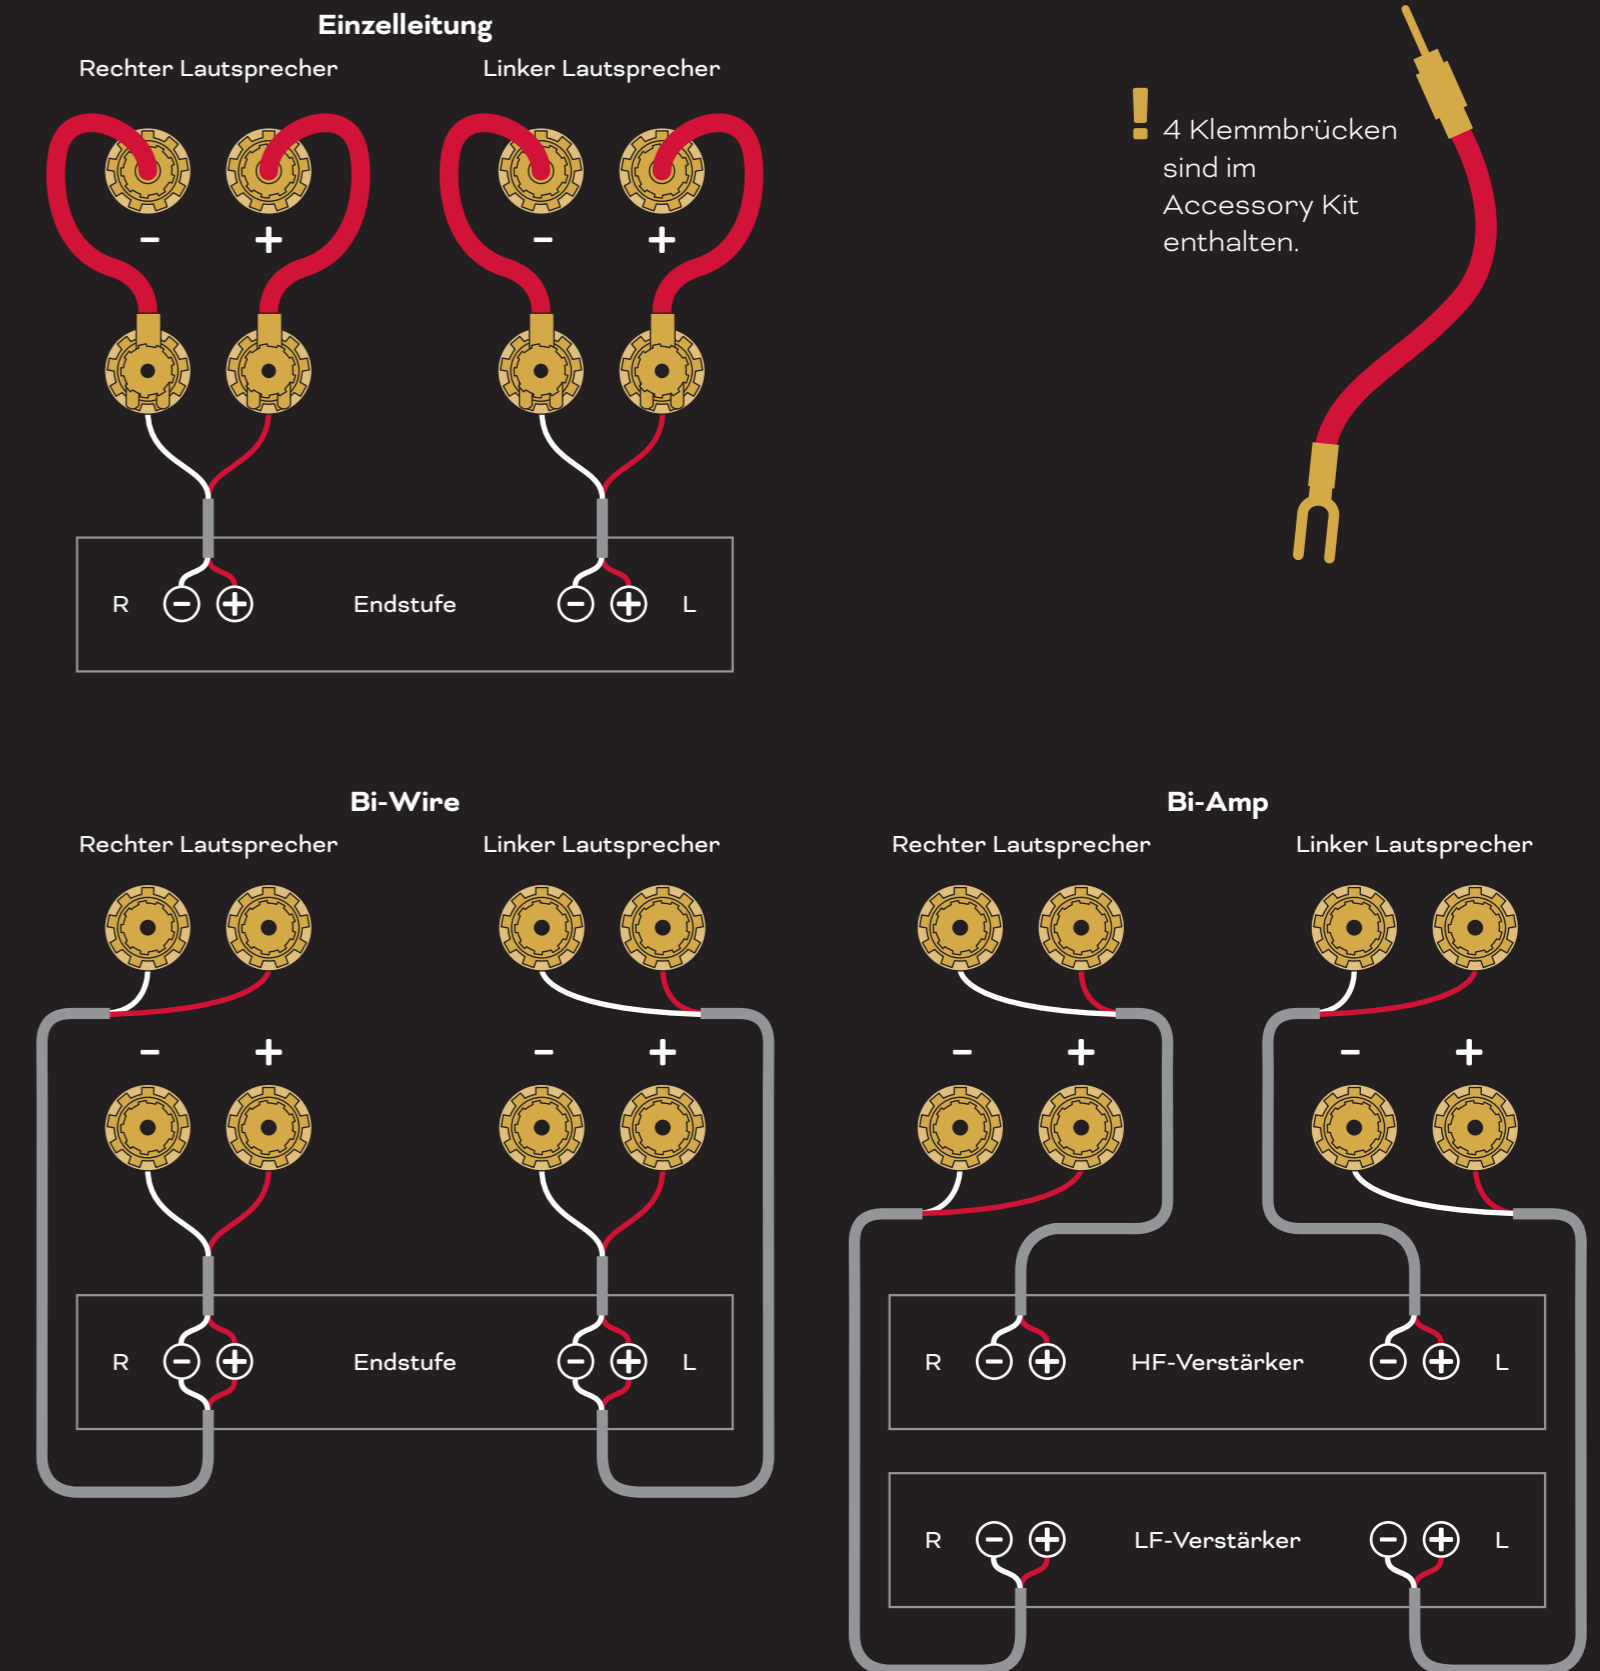 Einzelleitung
Rechter Lautsprecher
Linker Lautsprecher
- +
- +
R - + Endstufe - + L
!
4 Klemmbrücken
sind im
Accessory Kit
enthalten.
Bi-Wire
Rechter Lautsprecher
Linker Lautsprecher
- +
- +
R - + Endstufe - + L
Bi-Amp
Rechter Lautsprecher
Linker Lautsprecher
- +
- +
R - + HF-Verstärker - + L
R - + LF-Verstärker - + L